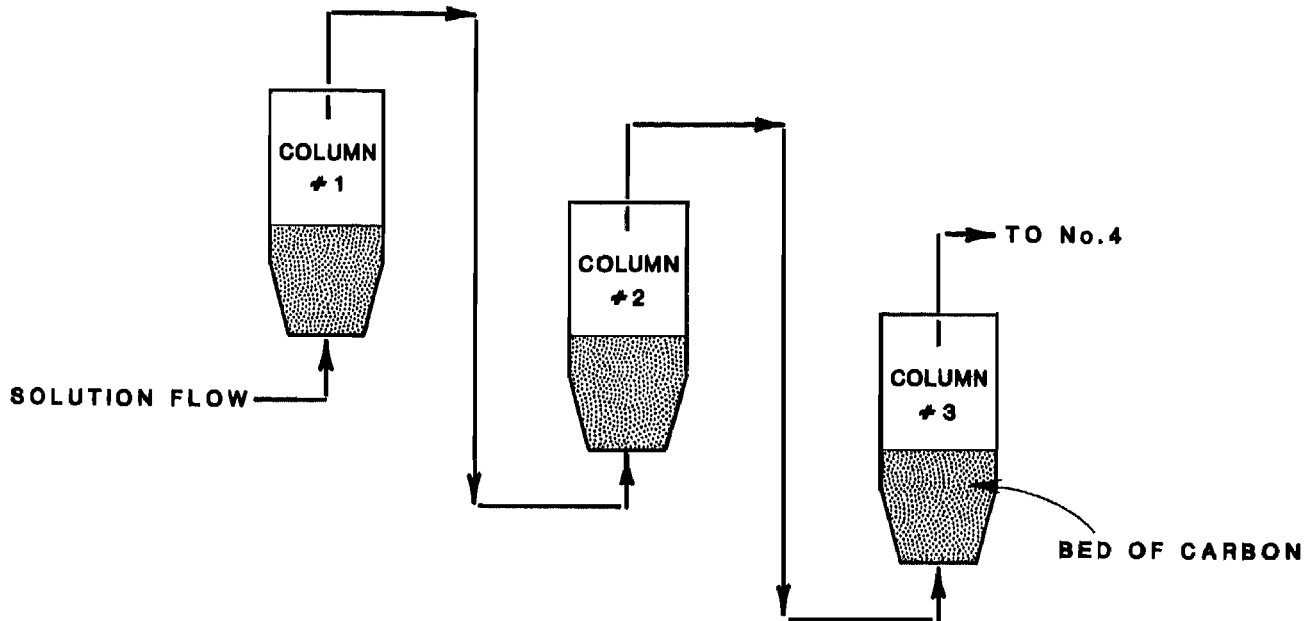 COLUMN
#1
COLUMN
#2
TO No.4
COLUMN
#3
SOLUTION FLOW
BED OF CARBON